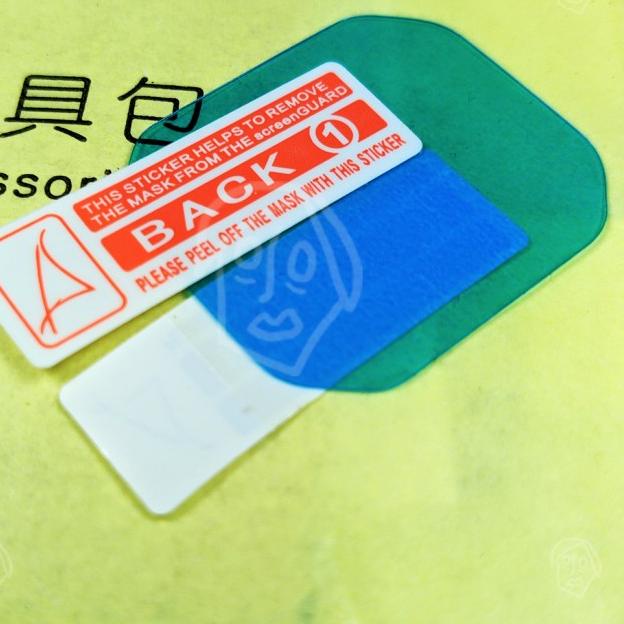 具包
ssori
THIS STICKER HELPS TO REMOVE
THE MASK FROM THE screenGUARD
BACK ①
PLEASE PEEL OFF THE MASK WITH THIS STICKER